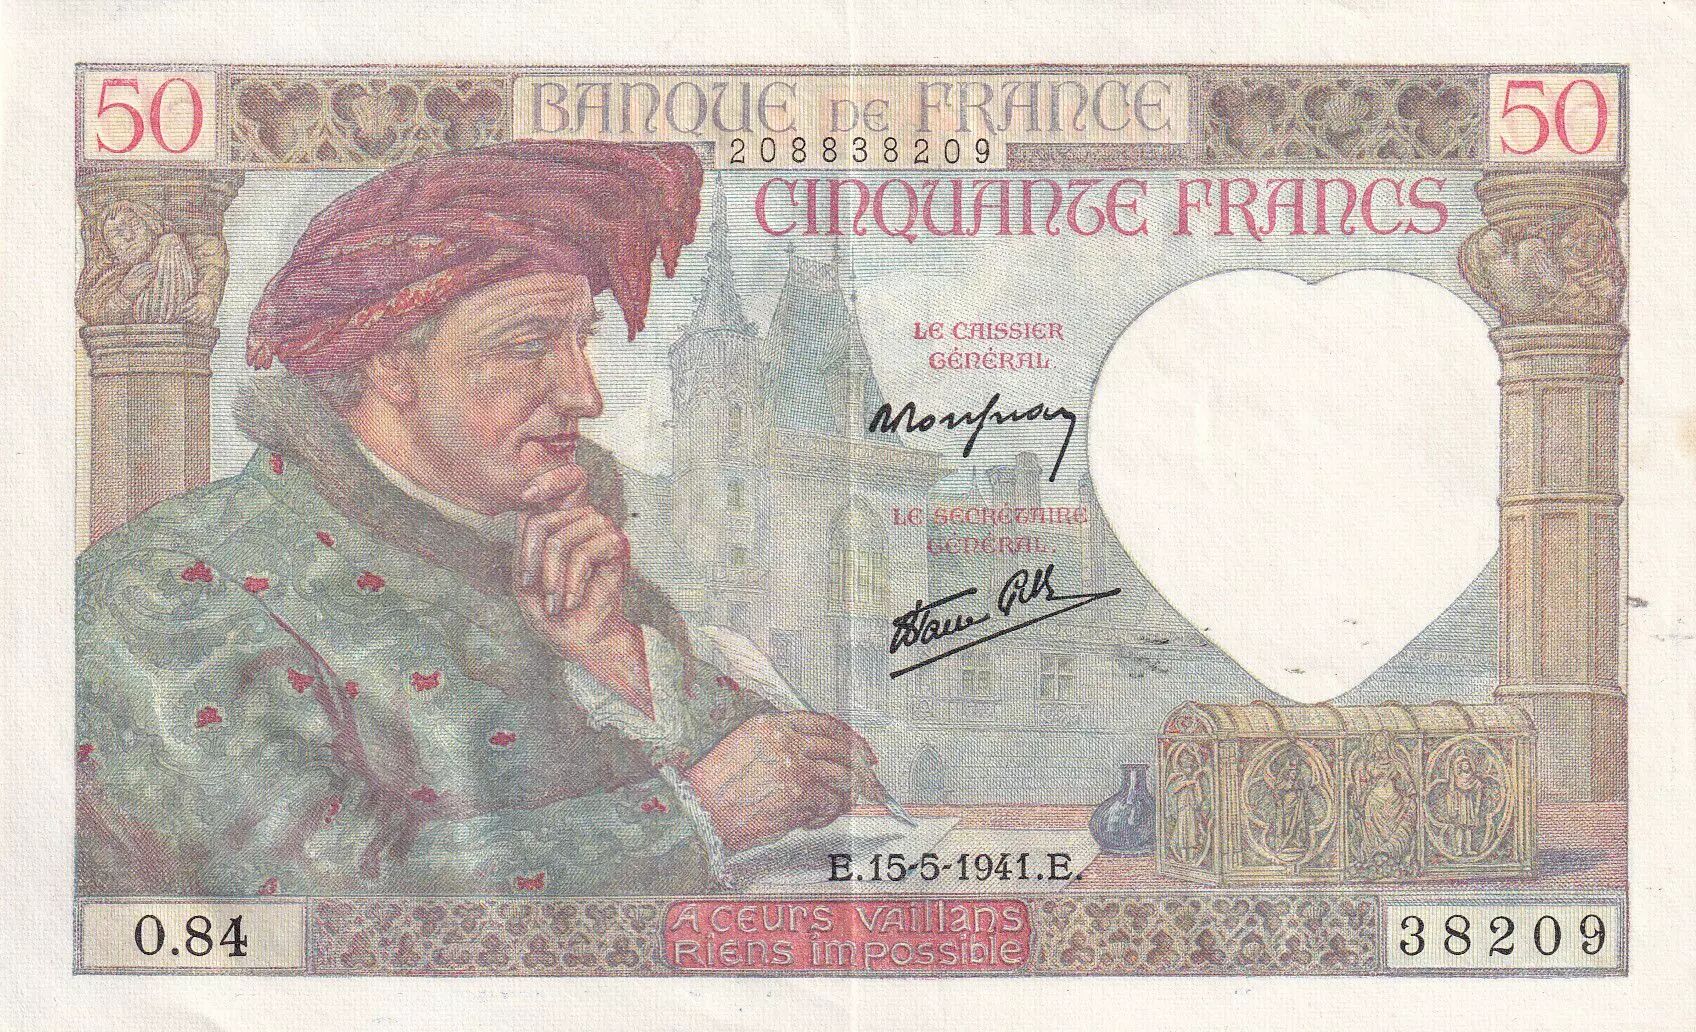 50
BANQUE DE FRANCE
50
208838209
CINQUANTE FRANCS
LE CAISSIER
GÉNÉRAL
LE SECRÉTAIRE
GÉNÉRAL.
E.15-5-1941.E.
O.84
A CEURS VAILLANS
RIENS IMPOSSIBLE
38209